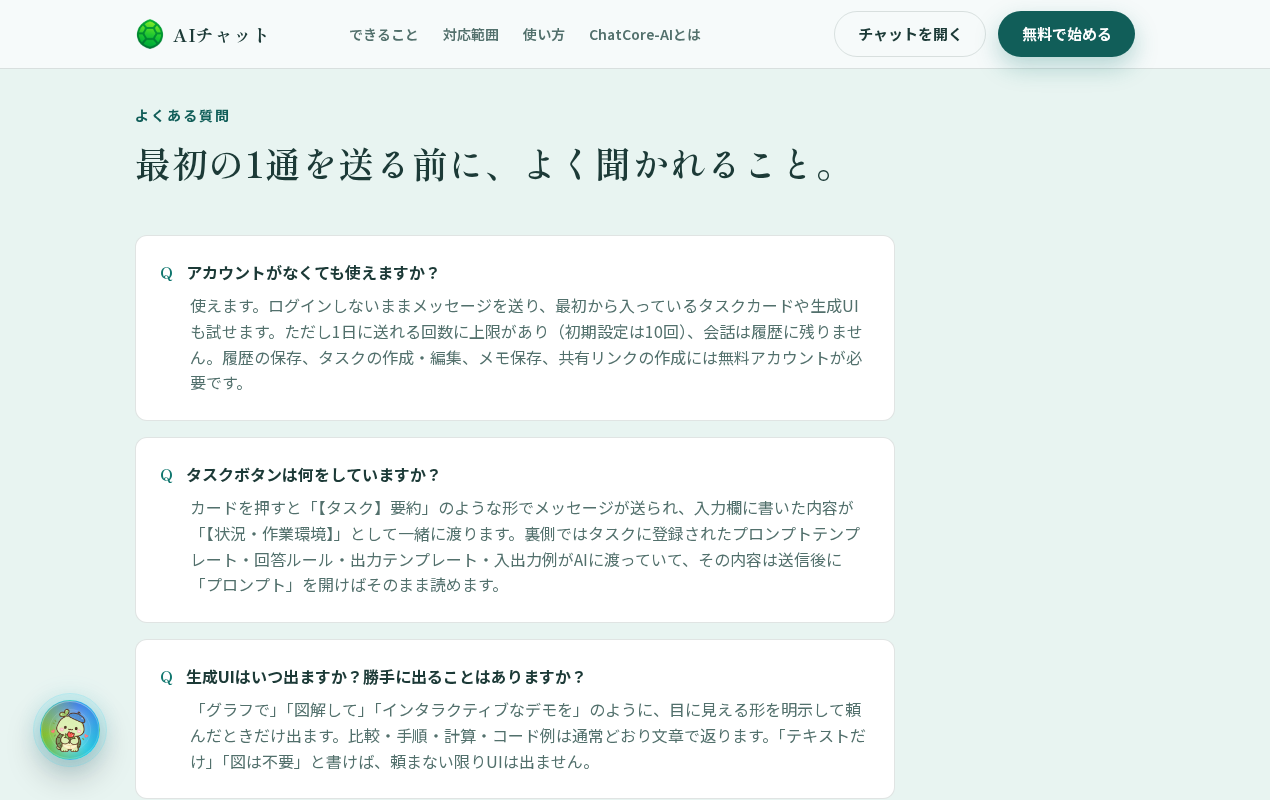 AIチャット
できること
対応範囲
使い方
ChatCore-AIとは
チャットを開く
無料で始める
よくある質問
最初の1通を送る前に、よく聞かれること。
Q アカウントがなくても使えますか？
使えます。ログインしないままメッセージを送り、最初から入っているタスクカードや生成UI
も試せます。ただし1日に送れる回数に上限があり（初期設定は10回）、会話は履歴に残りませ
ん。履歴の保存、タスクの作成・編集、メモ保存、共有リンクの作成には無料アカウントが必
要です。
Q タスクボタンは何をしていますか？
カードを押すと「【タスク】要約」のような形でメッセージが送られ、入力欄に書いた内容が
「【状況・作業環境】」として一緒に渡ります。裏側ではタスクに登録されたプロンプトテンプ
レート・回答ルール・出力テンプレート・入出力例がAIに渡っていて、その内容は送信後に
「プロンプト」を開けばそのまま読めます。
Q 生成UIはいつ出ますか？勝手に出ることはありますか？
「グラフで」「図解して」「インタラクティブなデモを」のように、目に見える形を明示して頼
んだときだけ出ます。比較・手順・計算・コード例は通常どおり文章で返ります。「テキストだ
け」「図は不要」と書けば、頼まない限りUIは出ません。